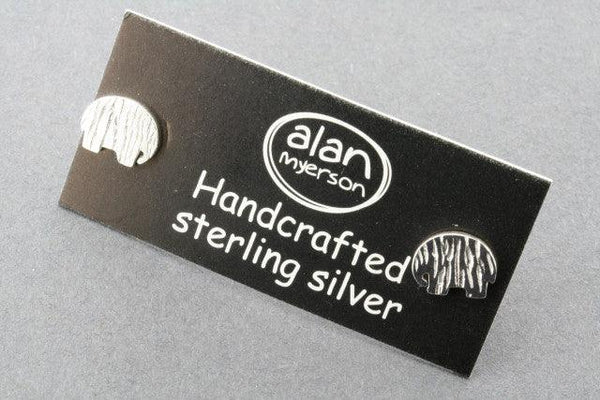 alan
myerson
Handcrafted
sterling silver